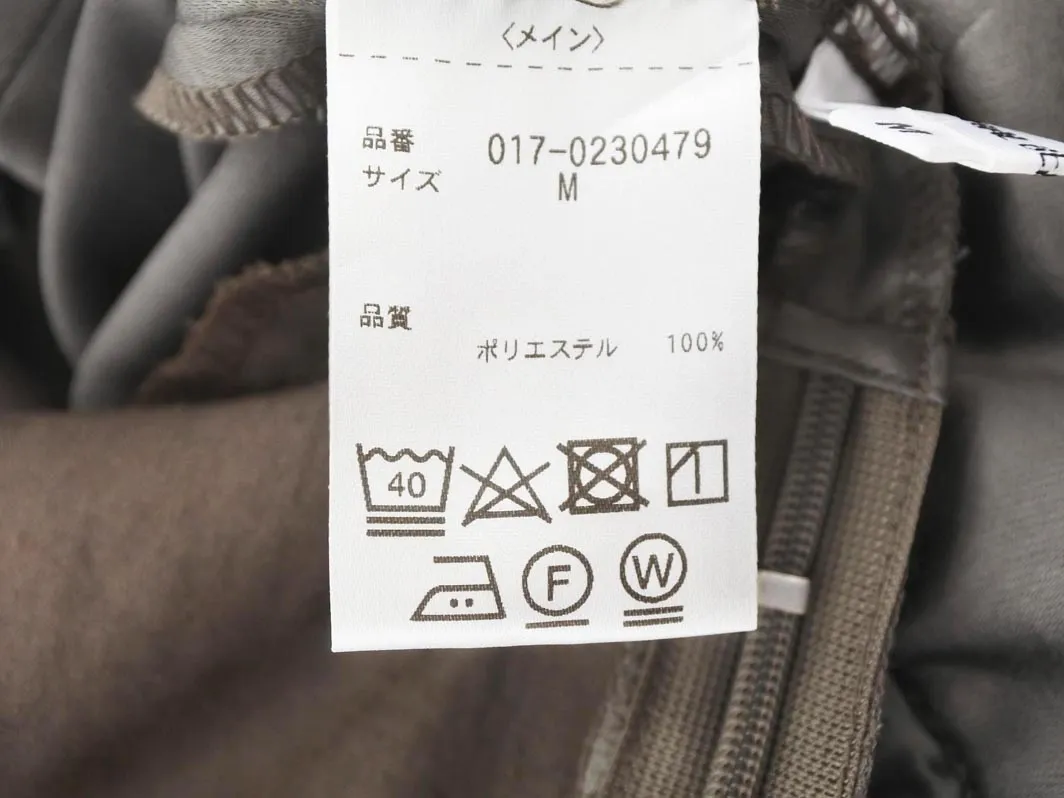 〈メイン〉
品番 017-0230479
サイズ M
品質
ポリエステル 100%
40
F W
M